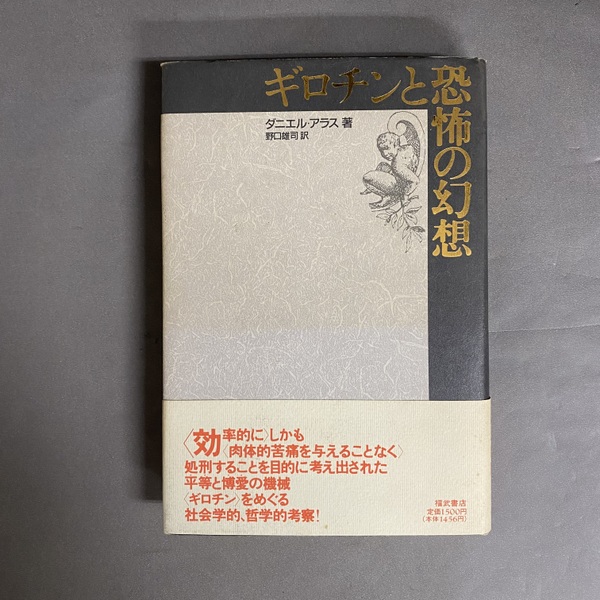 ギロチンと恐怖の幻想
ダニエル・アラス 著
野口雄司 訳
〈効率的に〉しかも
〈肉体的苦痛を与えることなく〉
処刑することを目的に考え出された
平等と博愛の機械
〈ギロチン〉をめぐる
社会学的、哲学的考察!
福武書店
定価1500円
(本体1456円)